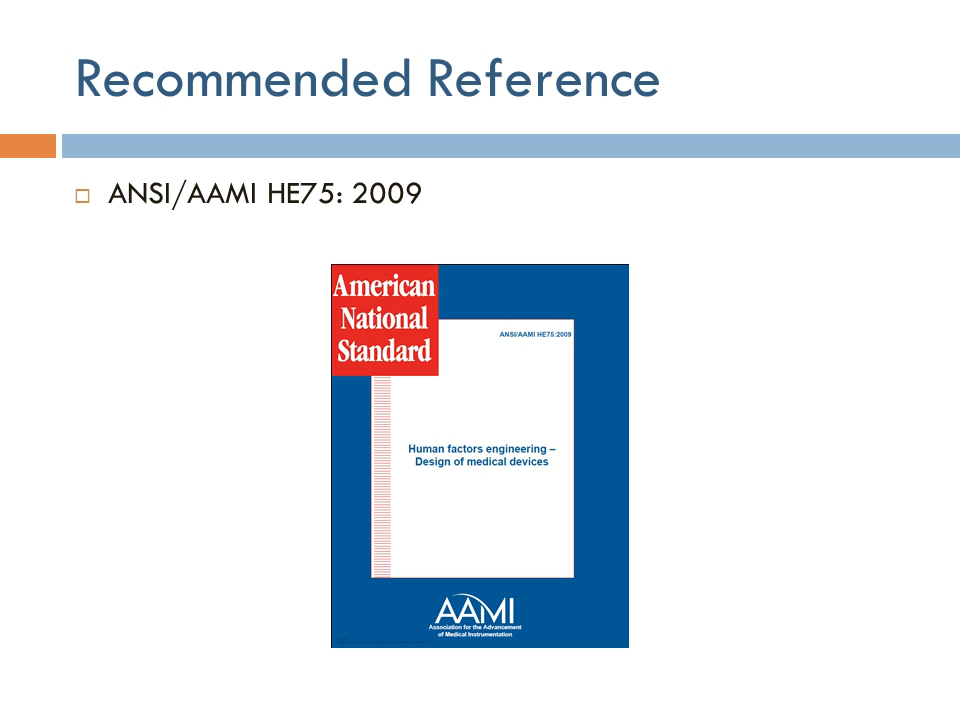 Recommended Reference
ANSI/AAMI HE75: 2009
American
National
Standard
ANSI/AAMI HE75:2009
Human factors engineering –
Design of medical devices
AAMI
Association for the Advancement
of Medical Instrumentation